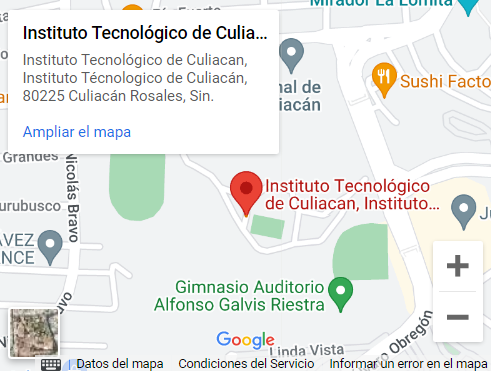 Mirador La Lomita
Instituto Tecnológico de Culia...
Instituto Tecnológico de Culiacan,
Instituto Técnologico de Culiacán,
80225 Culiacán Rosales, Sin.
Ampliar el mapa
nal de
liacán
Sushi Facto
Grandes
Nicolás Bravo
urubusco
Instituto Tecnológico
de Culiacan, Instituto...
Ju
VEZ
NCE
Gimnasio Auditorio
Alfonso Galvis Riestra
Obregón
Google
Linda Vista
Datos del mapa
Condiciones del Servicio
Informar un error en el mapa